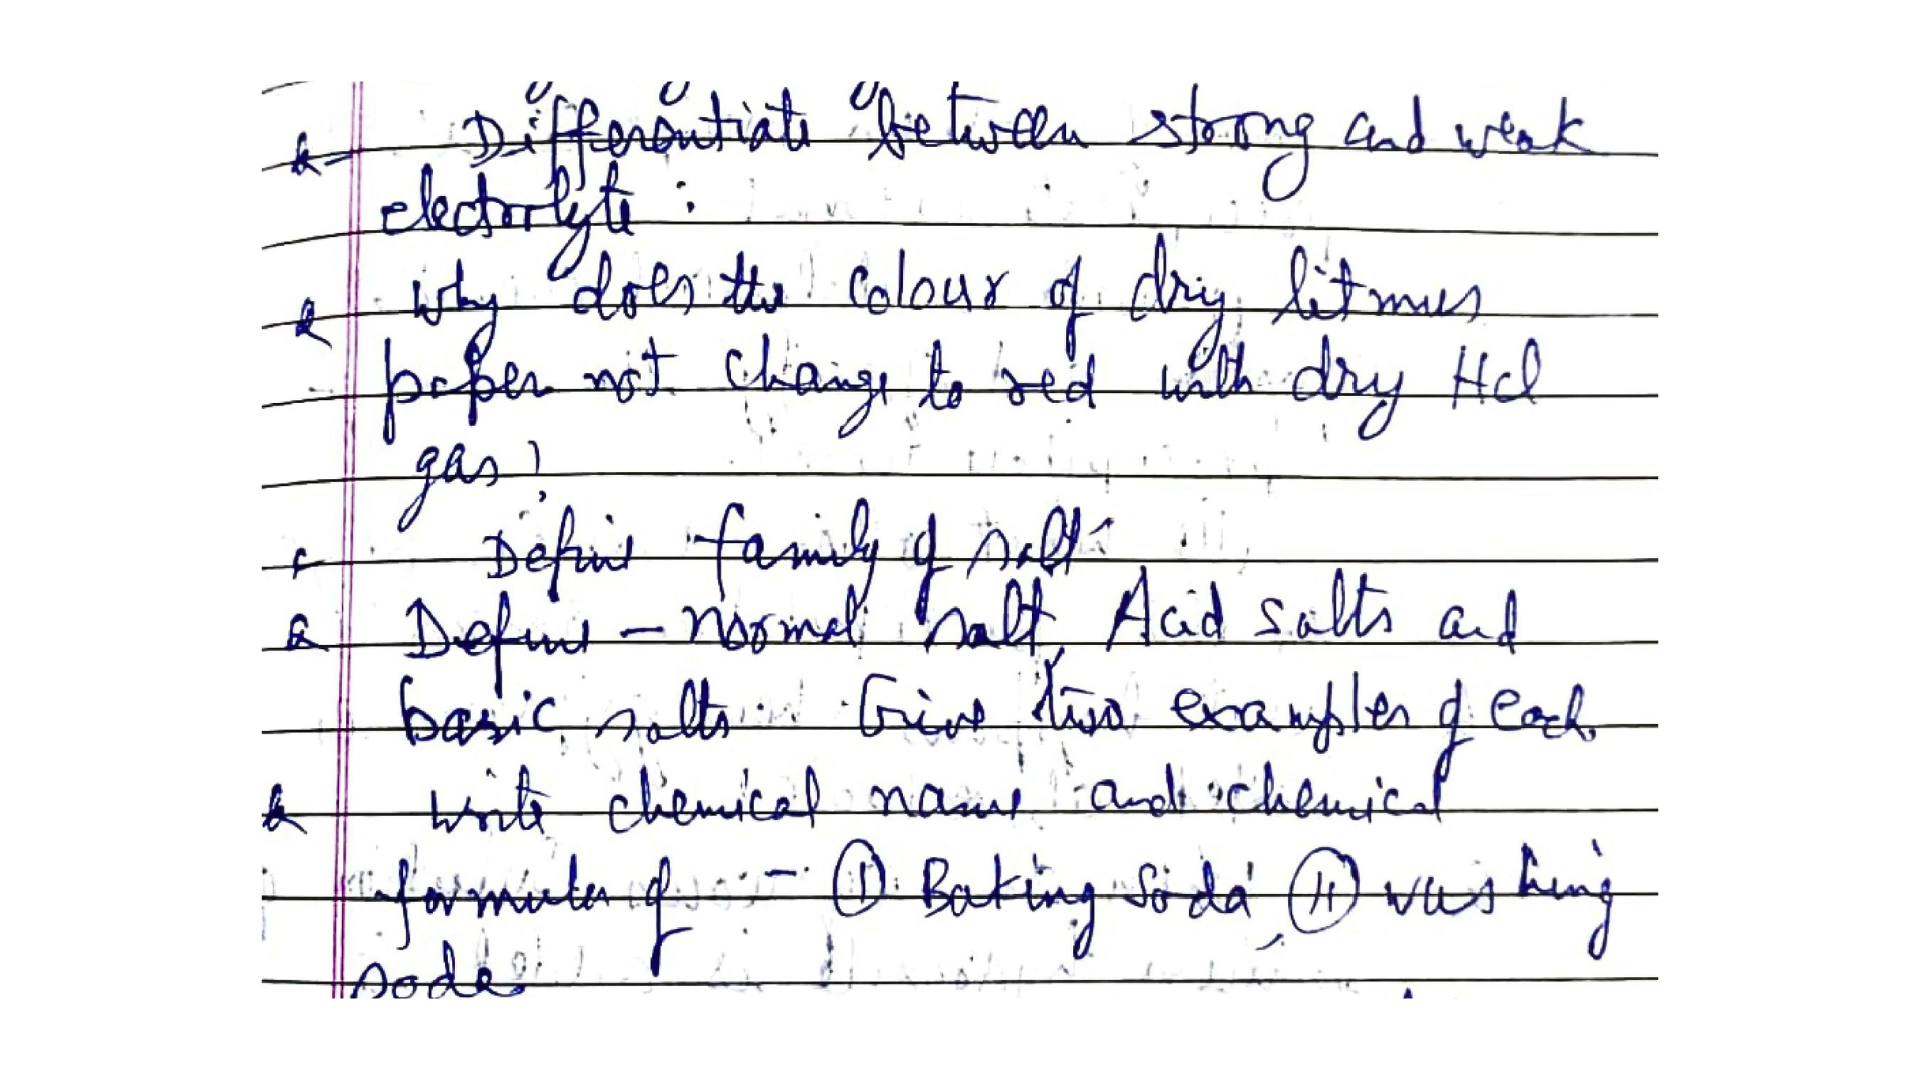 Q- Differentiate between strong and weak
electrolyte :
Q Why does the colour of dry litmus
paper not change to red with dry Hcl
gas?
Define family of salt
Q Define - Normal salt, Acid salts and
basic salts. Give two examples of each.
Q write chemical name and chemical
formula of - (I) Baking soda, (II) washing
soda.